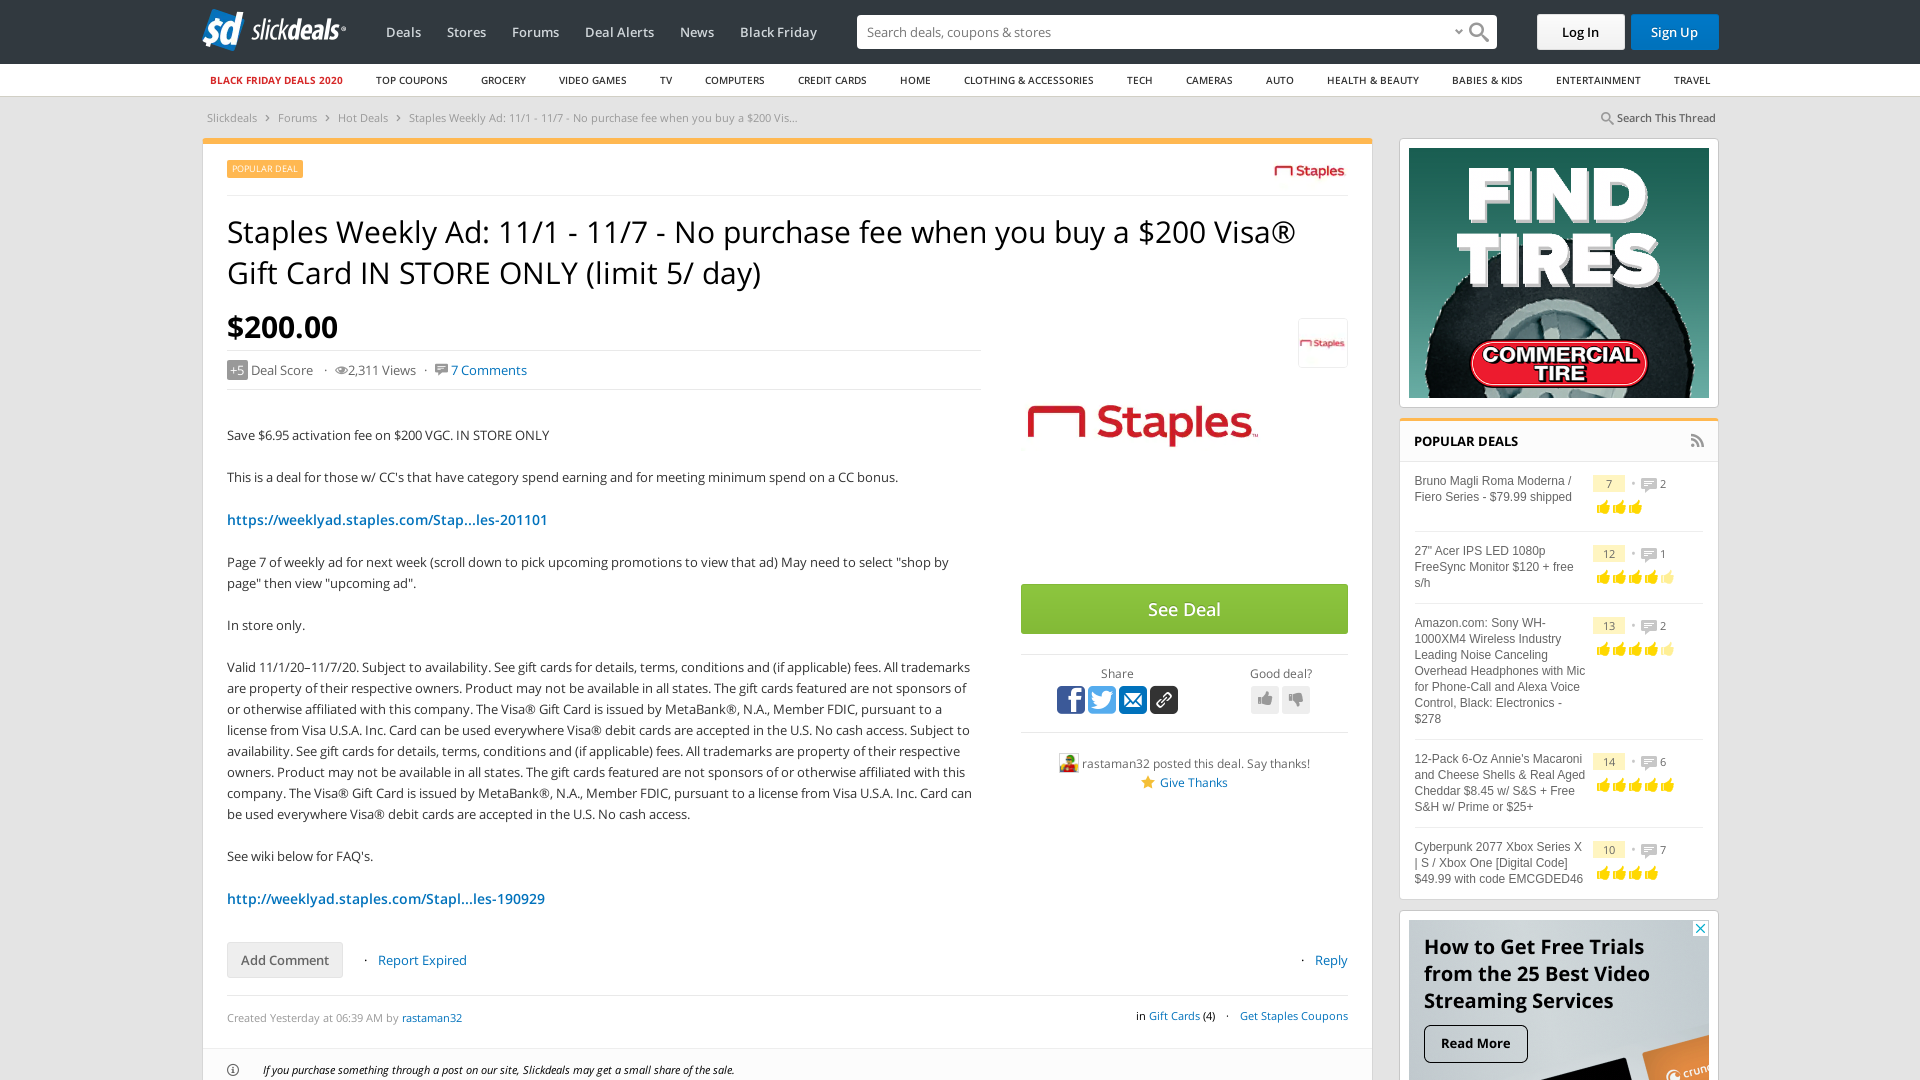 sd slickdeals
Deals Stores Forums Deal Alerts News Black Friday
Search deals, coupons & stores
Log In Sign Up
BLACK FRIDAY DEALS 2020 TOP COUPONS GROCERY VIDEO GAMES TV COMPUTERS CREDIT CARDS HOME CLOTHING & ACCESSORIES TECH CAMERAS AUTO HEALTH & BEAUTY BABIES & KIDS ENTERTAINMENT TRAVEL
Slickdeals > Forums > Hot Deals > Staples Weekly Ad: 11/1 - 11/7 - No purchase fee when you buy a $200 Vis...
Search This Thread
POPULAR DEAL
Staples
Staples Weekly Ad: 11/1 - 11/7 - No purchase fee when you buy a $200 Visa®
Gift Card IN STORE ONLY (limit 5/ day)
$200.00
+5 Deal Score · 2,311 Views · 7 Comments
Save $6.95 activation fee on $200 VGC. IN STORE ONLY
This is a deal for those w/ CC's that have category spend earning and for meeting minimum spend on a CC bonus.
https://weeklyad.staples.com/Stap...les-201101
Page 7 of weekly ad for next week (scroll down to pick upcoming promotions to view that ad) May need to select "shop by
page" then view "upcoming ad".
In store only.
Valid 11/1/20–11/7/20. Subject to availability. See gift cards for details, terms, conditions and (if applicable) fees. All trademarks
are property of their respective owners. Product may not be available in all states. The gift cards featured are not sponsors of
or otherwise affiliated with this company. The Visa® Gift Card is issued by MetaBank®, N.A., Member FDIC, pursuant to a
license from Visa U.S.A. Inc. Card can be used everywhere Visa® debit cards are accepted in the U.S. No cash access. Subject to
availability. See gift cards for details, terms, conditions and (if applicable) fees. All trademarks are property of their respective
owners. Product may not be available in all states. The gift cards featured are not sponsors of or otherwise affiliated with this
company. The Visa® Gift Card is issued by MetaBank®, N.A., Member FDIC, pursuant to a license from Visa U.S.A. Inc. Card can
be used everywhere Visa® debit cards are accepted in the U.S. No cash access.
See wiki below for FAQ's.
http://weeklyad.staples.com/Stapl...les-190929
Staples
Staples™
See Deal
Share
Good deal?
rastaman32 posted this deal. Say thanks!
Give Thanks
Add Comment · Report Expired
· Reply
Created Yesterday at 06:39 AM by rastaman32
in Gift Cards (4) · Get Staples Coupons
If you purchase something through a post on our site, Slickdeals may get a small share of the sale.
FIND
TIRES
COMMERCIAL
TIRE
POPULAR DEALS
Bruno Magli Roma Moderna /
Fiero Series - $79.99 shipped
7 • 2
27" Acer IPS LED 1080p
FreeSync Monitor $120 + free
s/h
12 • 1
Amazon.com: Sony WH-
1000XM4 Wireless Industry
Leading Noise Canceling
Overhead Headphones with Mic
for Phone-Call and Alexa Voice
Control, Black: Electronics -
$278
13 • 2
12-Pack 6-Oz Annie's Macaroni
and Cheese Shells & Real Aged
Cheddar $8.45 w/ S&S + Free
S&H w/ Prime or $25+
14 • 6
Cyberpunk 2077 Xbox Series X
| S / Xbox One [Digital Code]
$49.99 with code EMCGDED46
10 • 7
How to Get Free Trials
from the 25 Best Video
Streaming Services
Read More
crun